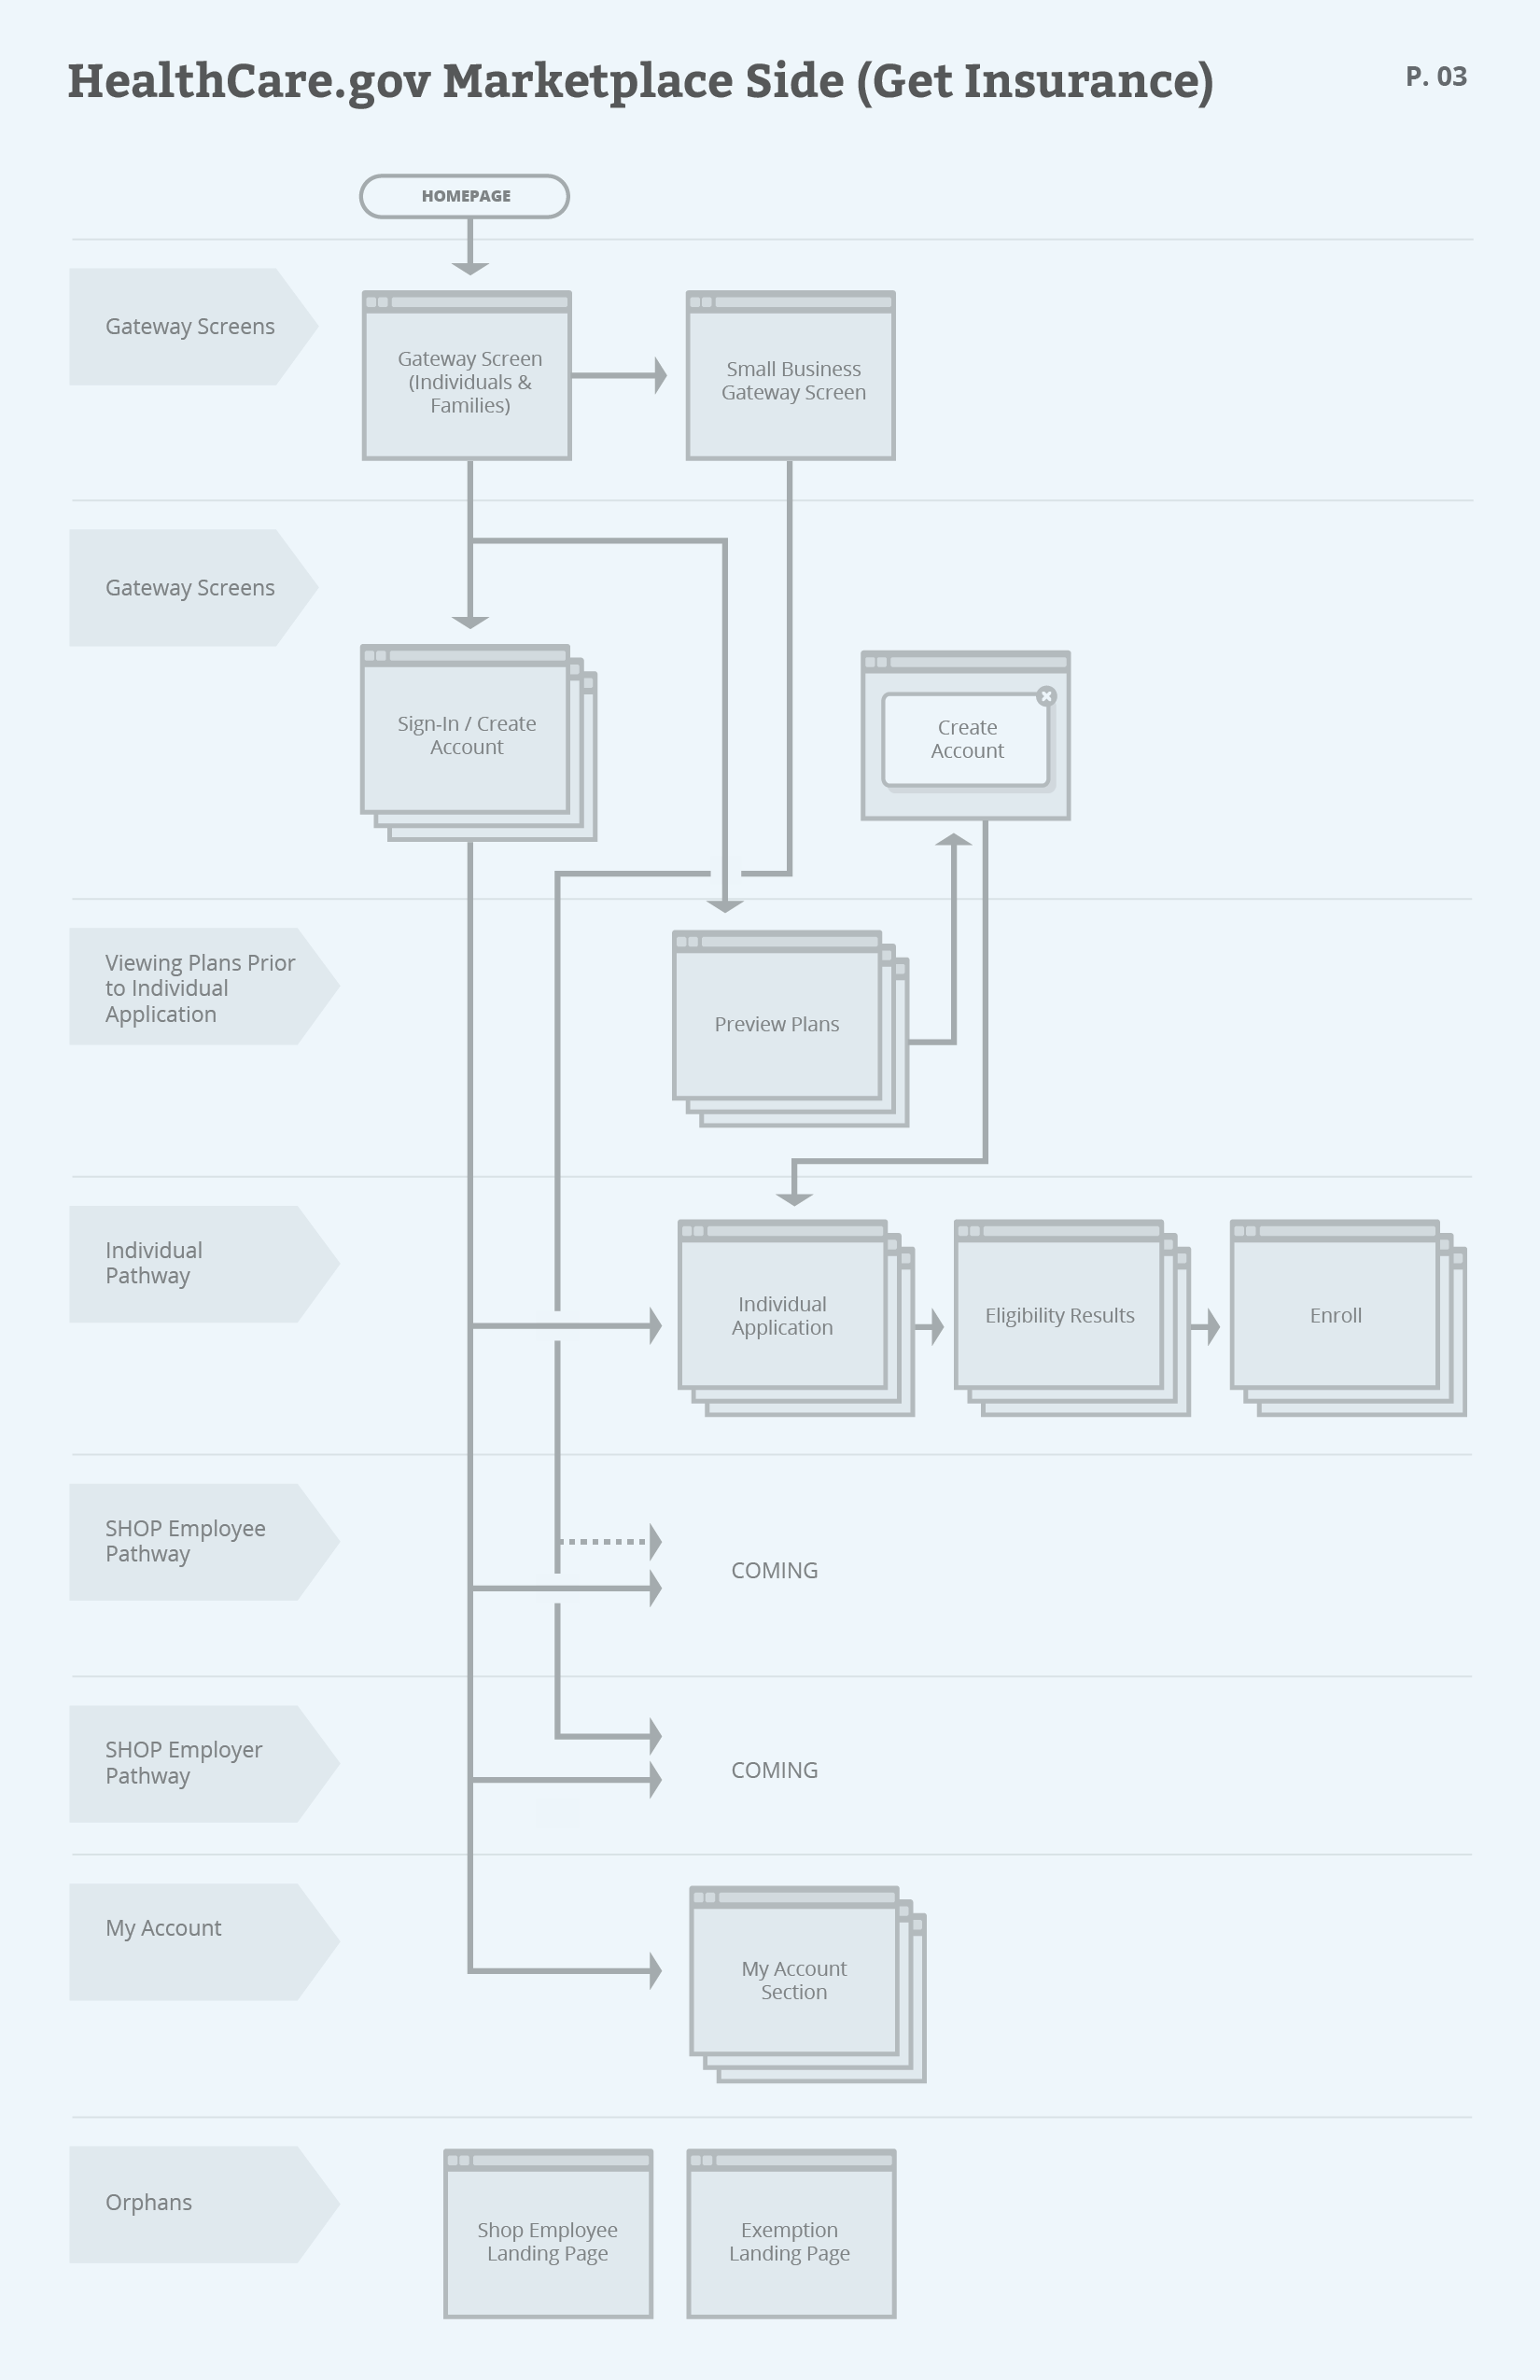 HealthCare.gov Marketplace Side (Get Insurance)
P. 03
HOMEPAGE
Gateway Screens
Gateway Screen
(Individuals &
Families)
Small Business
Gateway Screen
Gateway Screens
Sign-In / Create
Account
Create
Account
Viewing Plans Prior
to Individual
Application
Preview Plans
Individual
Pathway
Individual
Application
Eligibility Results
Enroll
SHOP Employee
Pathway
COMING
SHOP Employer
Pathway
COMING
My Account
My Account
Section
Orphans
Shop Employee
Landing Page
Exemption
Landing Page